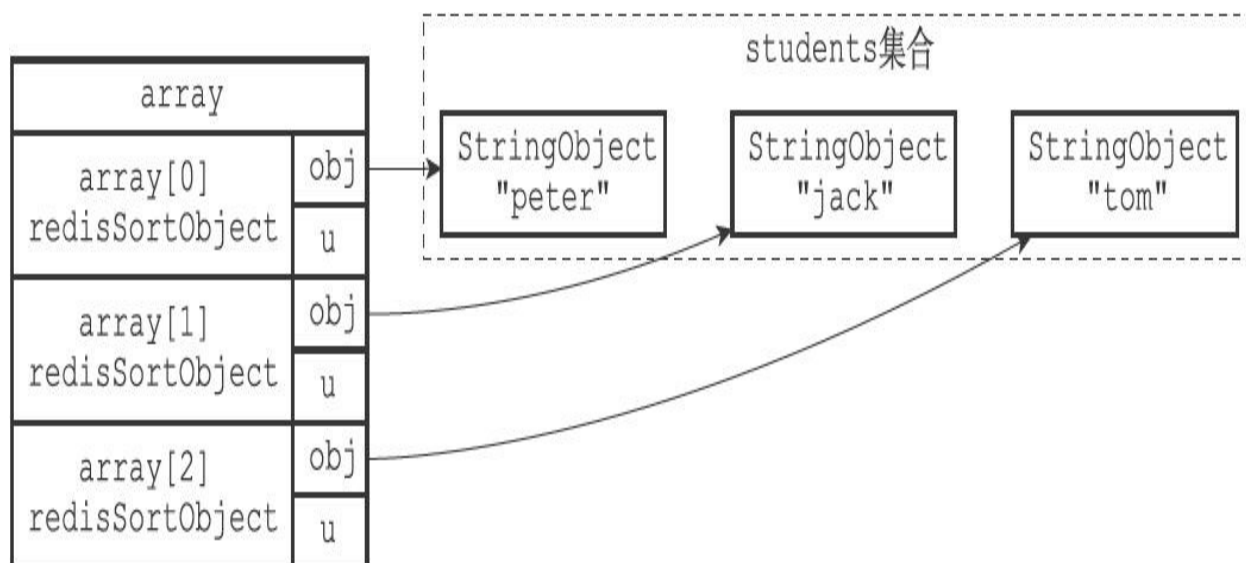 students集合
array
StringObject
"peter"
StringObject
"jack"
StringObject
"tom"
array[0]
redisSortObject
obj
u
array[1]
redisSortObject
obj
u
array[2]
redisSortObject
obj
u